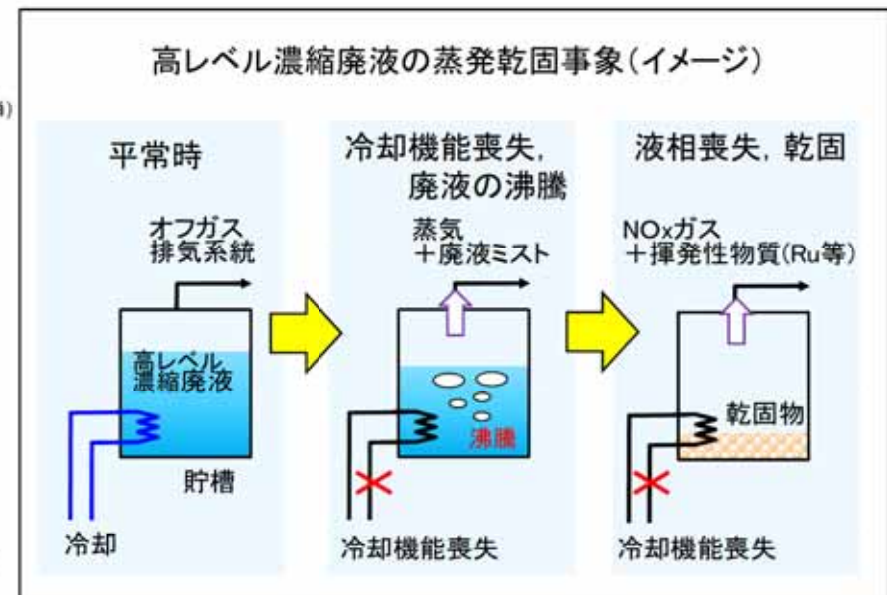 高レベル濃縮廃液の蒸発乾固事象(イメージ)
平常時
オフガス
排気系統
高レベル
濃縮廃液
貯槽
冷却
冷却機能喪失,
廃液の沸騰
蒸気
＋廃液ミスト
沸騰
冷却機能喪失
液相喪失, 乾固
NOxガス
＋揮発性物質(Ru等)
乾固物
冷却機能喪失